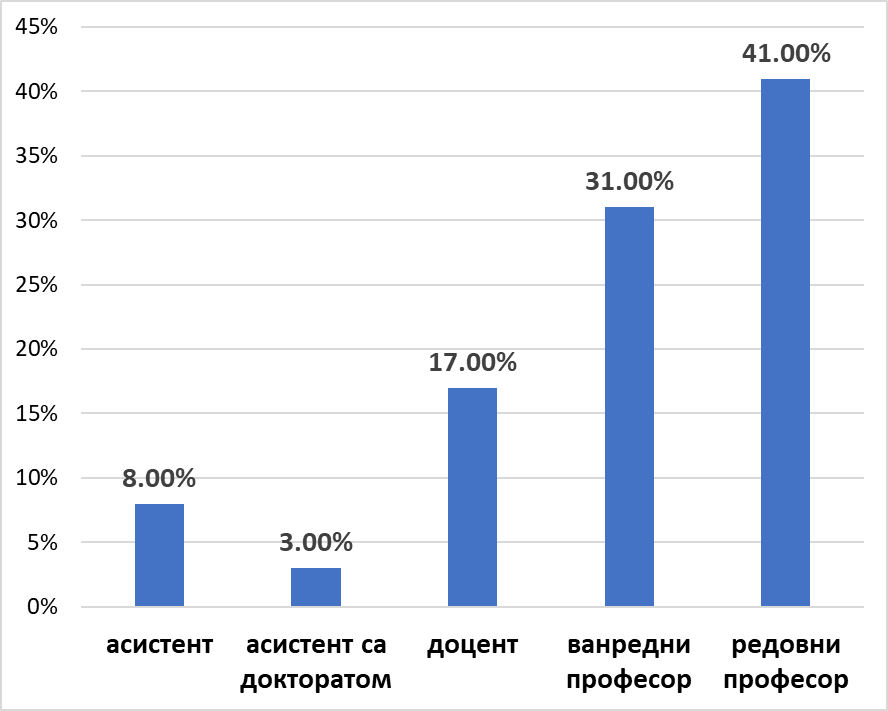 45%
40%
35%
30%
25%
20%
15%
10%
5%
0%
8.00%
3.00%
17.00%
31.00%
41.00%
асистент
асистент са
докторатом
доцент
ванредни
професор
редовни
професор